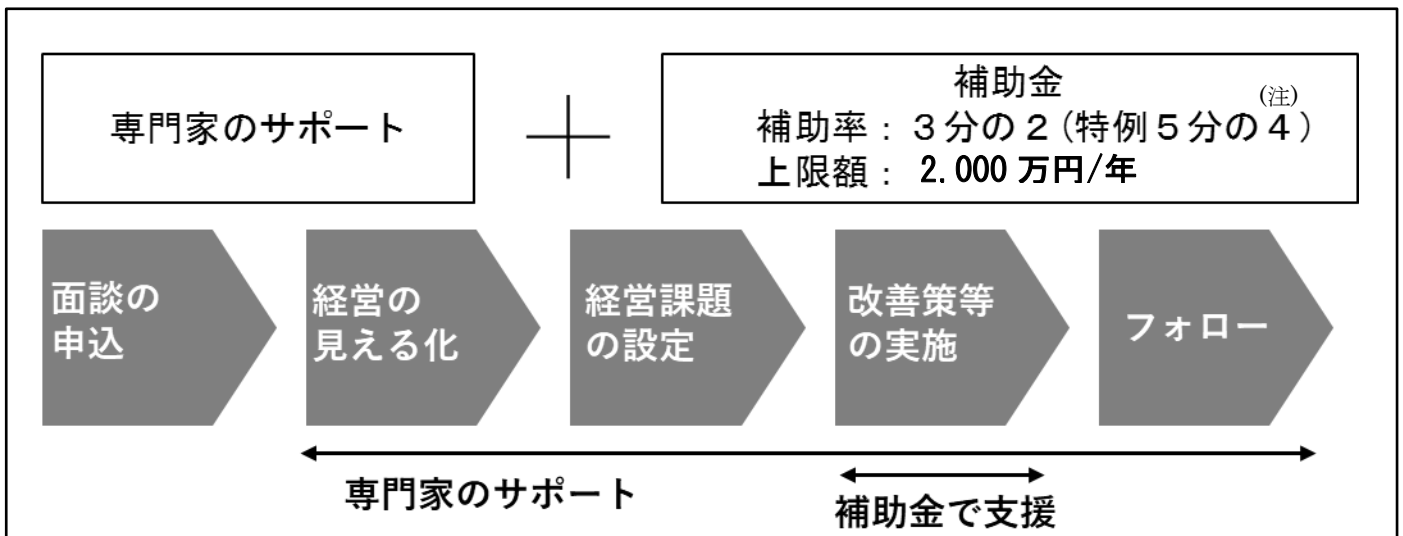 専門家のサポート
補助金
(注)
補助率：３分の２(特例５分の４)
上限額： 2.000 万円/年
面談の
申込
経営の
見える化
経営課題
の設定
改善策等
の実施
フォロー
専門家のサポート
補助金で支援